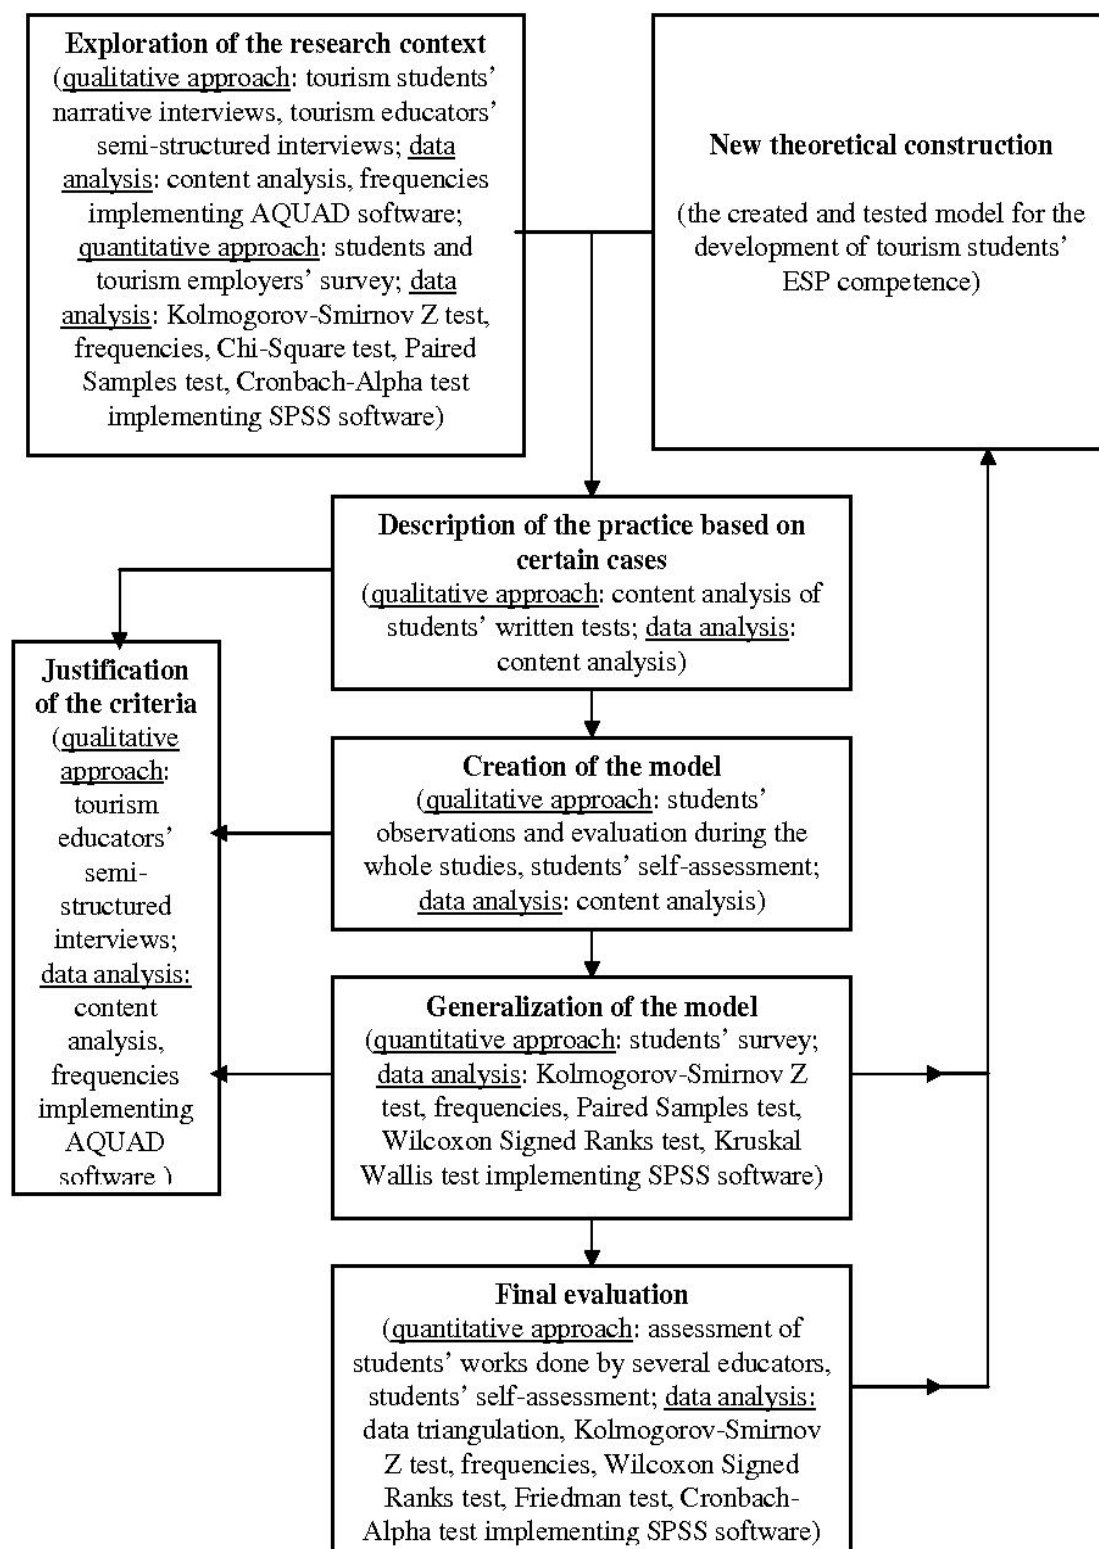 Exploration of the research context
(qualitative approach: tourism students’
narrative interviews, tourism educators’
semi-structured interviews; data
analysis: content analysis, frequencies
implementing AQUAD software;
quantitative approach: students and
tourism employers’ survey; data
analysis: Kolmogorov-Smirnov Z test,
frequencies, Chi-Square test, Paired
Samples test, Cronbach-Alpha test
implementing SPSS software)
New theoretical construction
(the created and tested model for the
development of tourism students’
ESP competence)
Description of the practice based on
certain cases
(qualitative approach: content analysis of
students’ written tests; data analysis:
content analysis)
Justification
of the criteria
(qualitative
approach:
tourism
educators’
semi-
structured
interviews;
data analysis:
content
analysis,
frequencies
implementing
AQUAD
software )
Creation of the model
(qualitative approach: students’
observations and evaluation during the
whole studies, students’ self-assessment;
data analysis: content analysis)
Generalization of the model
(quantitative approach: students’ survey;
data analysis: Kolmogorov-Smirnov Z
test, frequencies, Paired Samples test,
Wilcoxon Signed Ranks test, Kruskal
Wallis test implementing SPSS software)
Final evaluation
(quantitative approach: assessment of
students’ works done by several educators,
students’ self-assessment; data analysis:
data triangulation, Kolmogorov-Smirnov
Z test, frequencies, Wilcoxon Signed
Ranks test, Friedman test, Cronbach-
Alpha test implementing SPSS software)